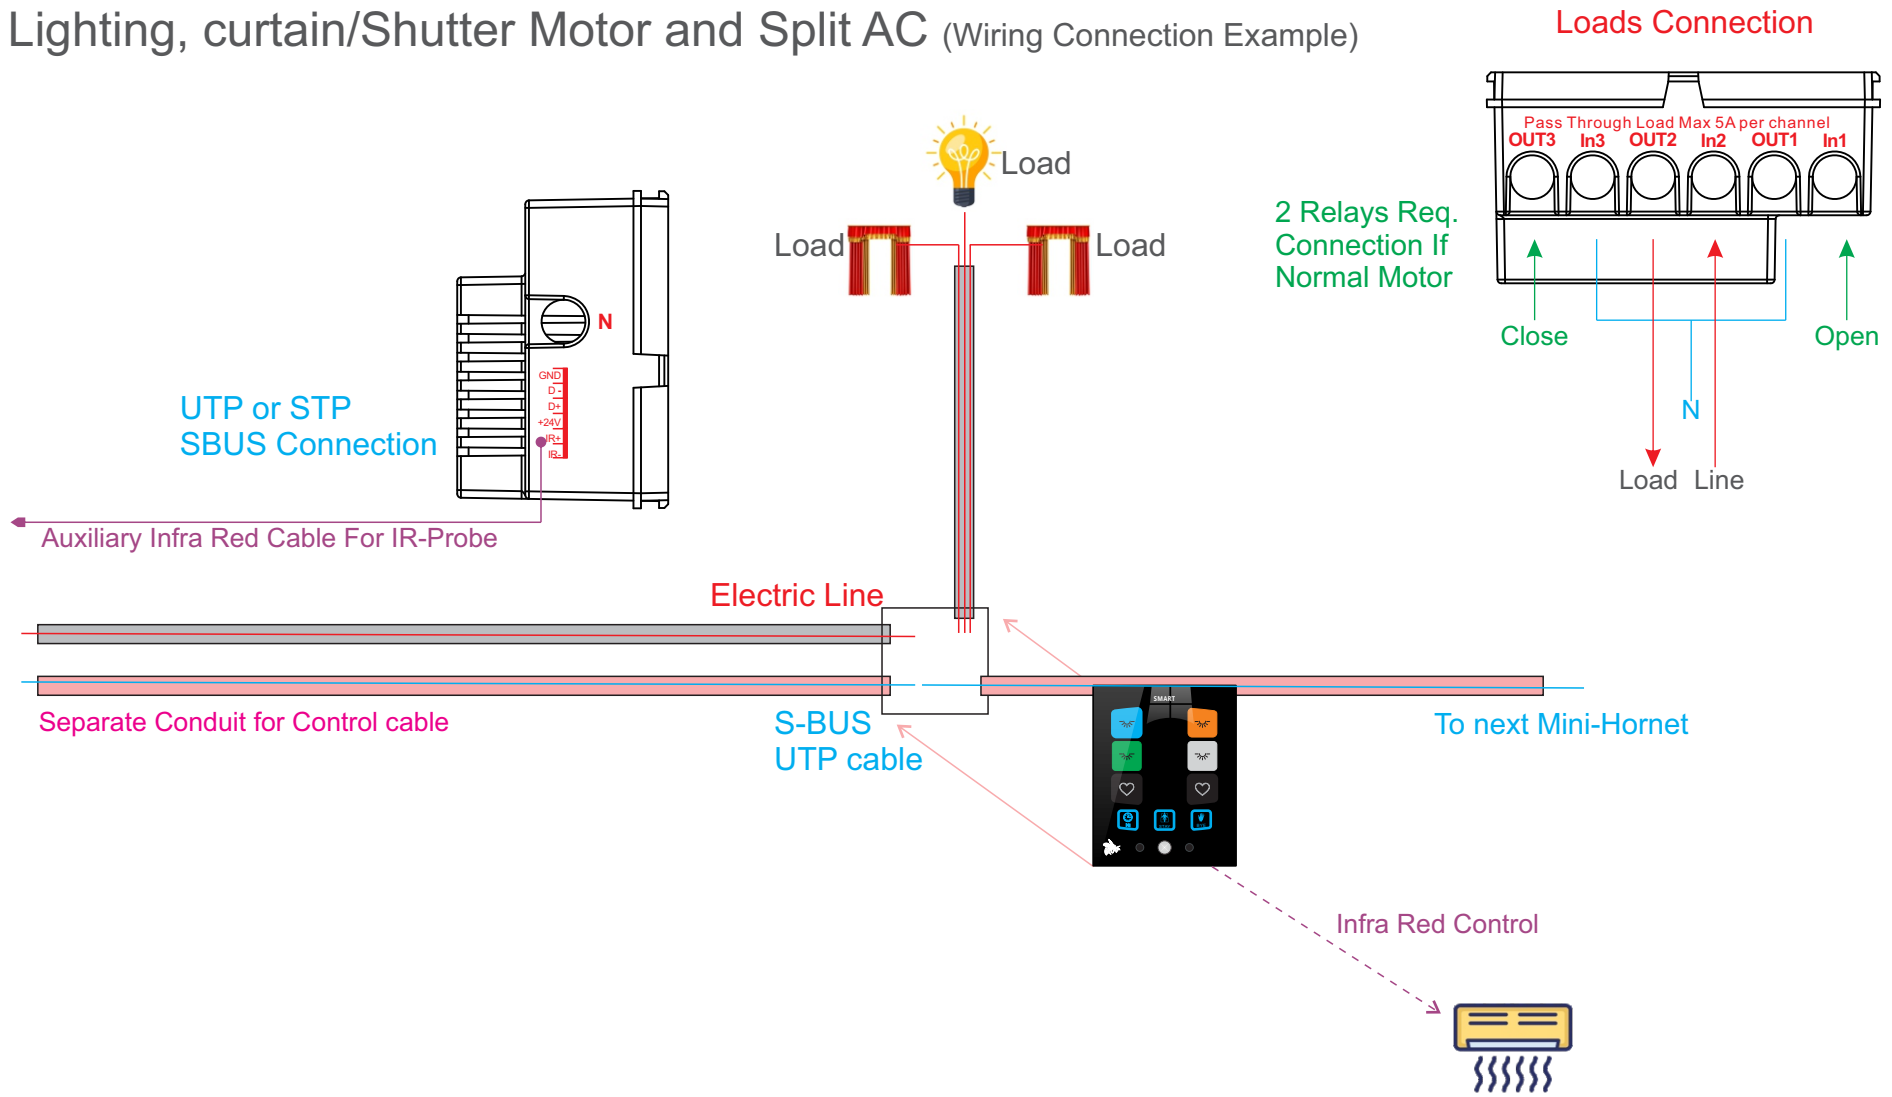 Lighting, curtain/Shutter Motor and Split AC (Wiring Connection Example)
Loads Connection
Pass Through Load Max 5A per channel
OUT3 In3 OUT2 In2 OUT1 In1
Load
Load
Load
2 Relays Req.
Connection If
Normal Motor
Close
Open
N
Load Line
N
GND
D -
D+
+24V
IR+
IR-
UTP or STP
SBUS Connection
Auxiliary Infra Red Cable For IR-Probe
Electric Line
Separate Conduit for Control cable
S-BUS
UTP cable
SMART
To next Mini-Hornet
Infra Red Control